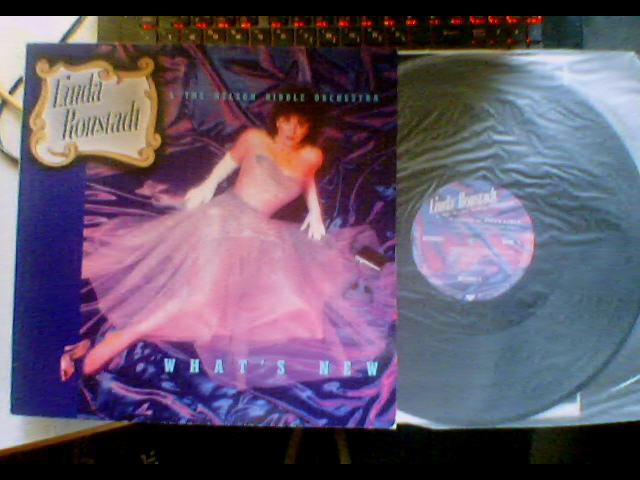 Linda
Ronstadt
& THE NELSON RIDDLE ORCHESTRA
WHAT'S NEW
Linda Ronstadt